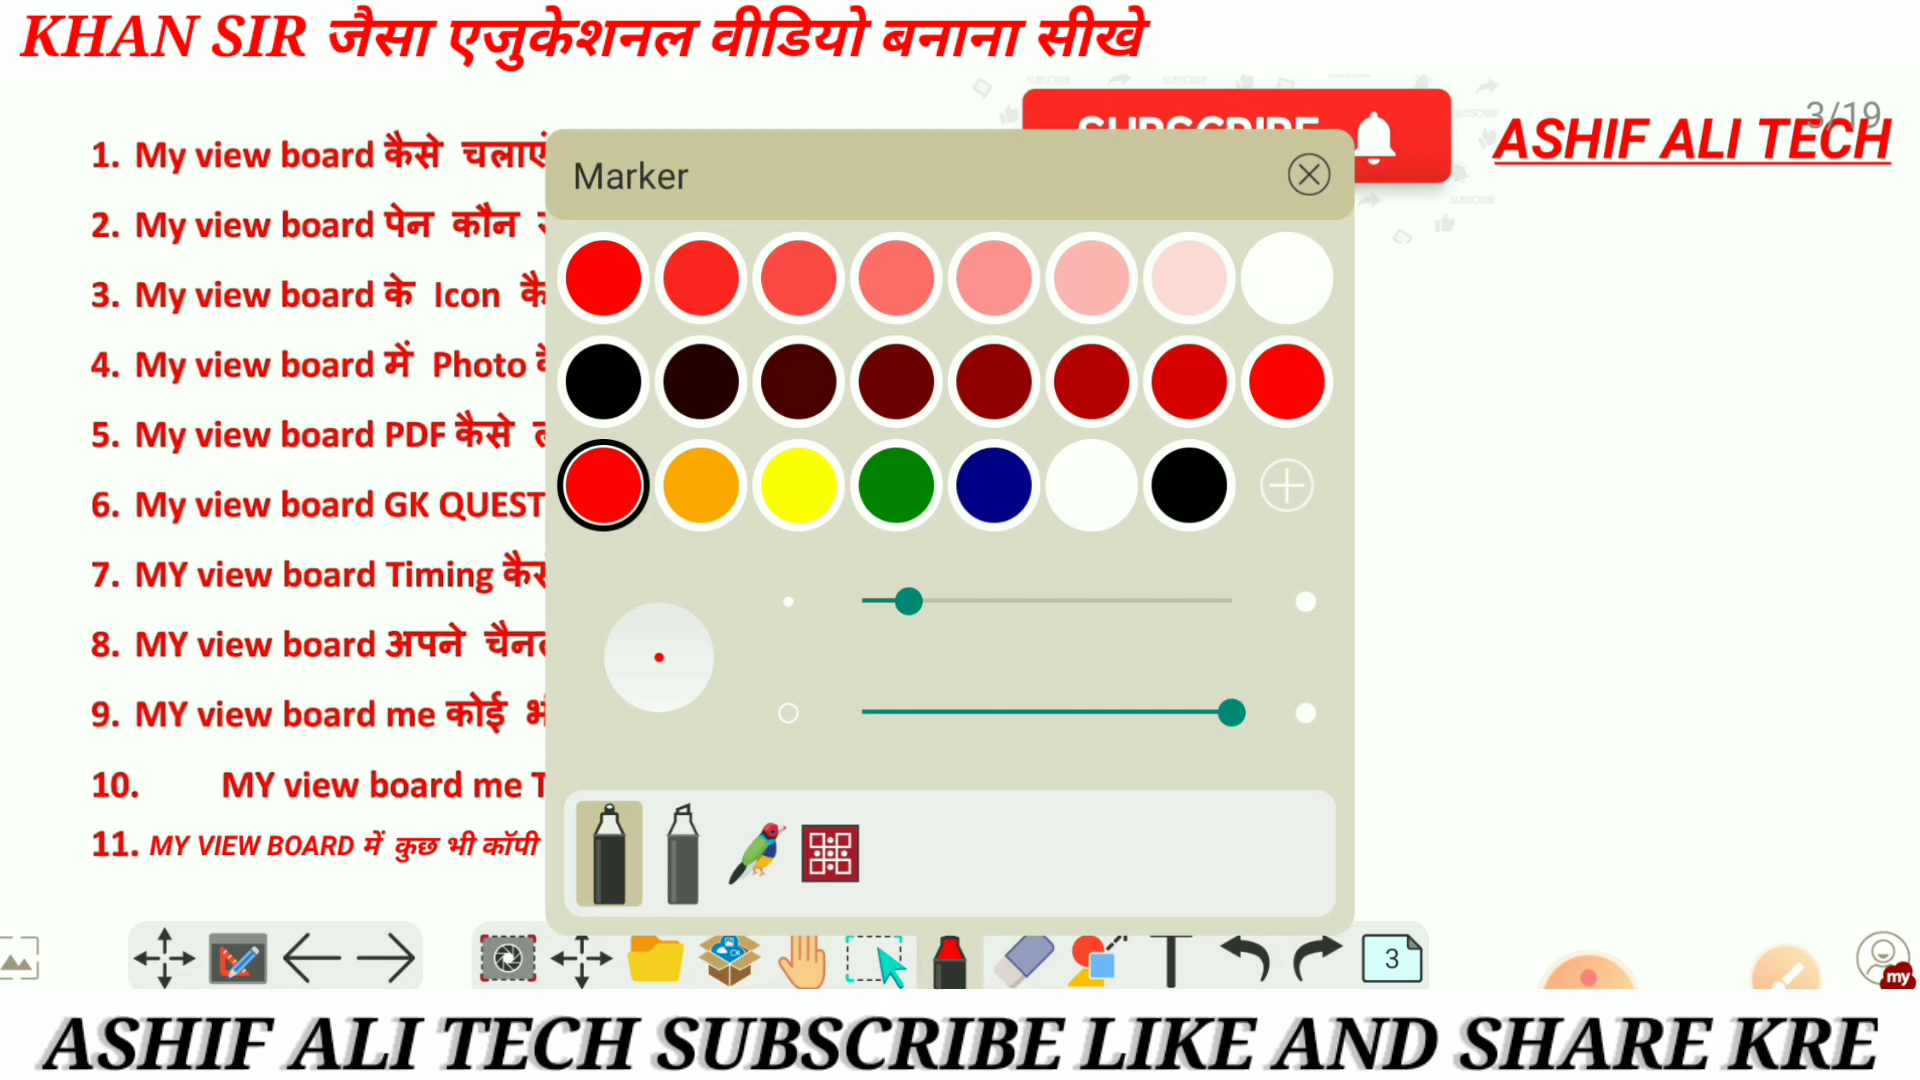 KHAN SIR जैसा एजुकेशनल वीडियो बनाना सीखे
SUBSCRIBE
3/19
ASHIF ALI TECH
Marker
1. My view board कैसे चलाएं
2. My view board पेन कौन
3. My view board के Icon
4. My view board में Photo
5. My view board PDF कैसे
6. My view board GK QUEST
7. MY view board Timing
8. MY view board अपने
9. MY view board me कोई
10. MY view board me T
11. MY VIEW BOARD में कुछ भी कॉपी
3
my
ASHIF ALI TECH SUBSCRIBE LIKE AND SHARE KRE